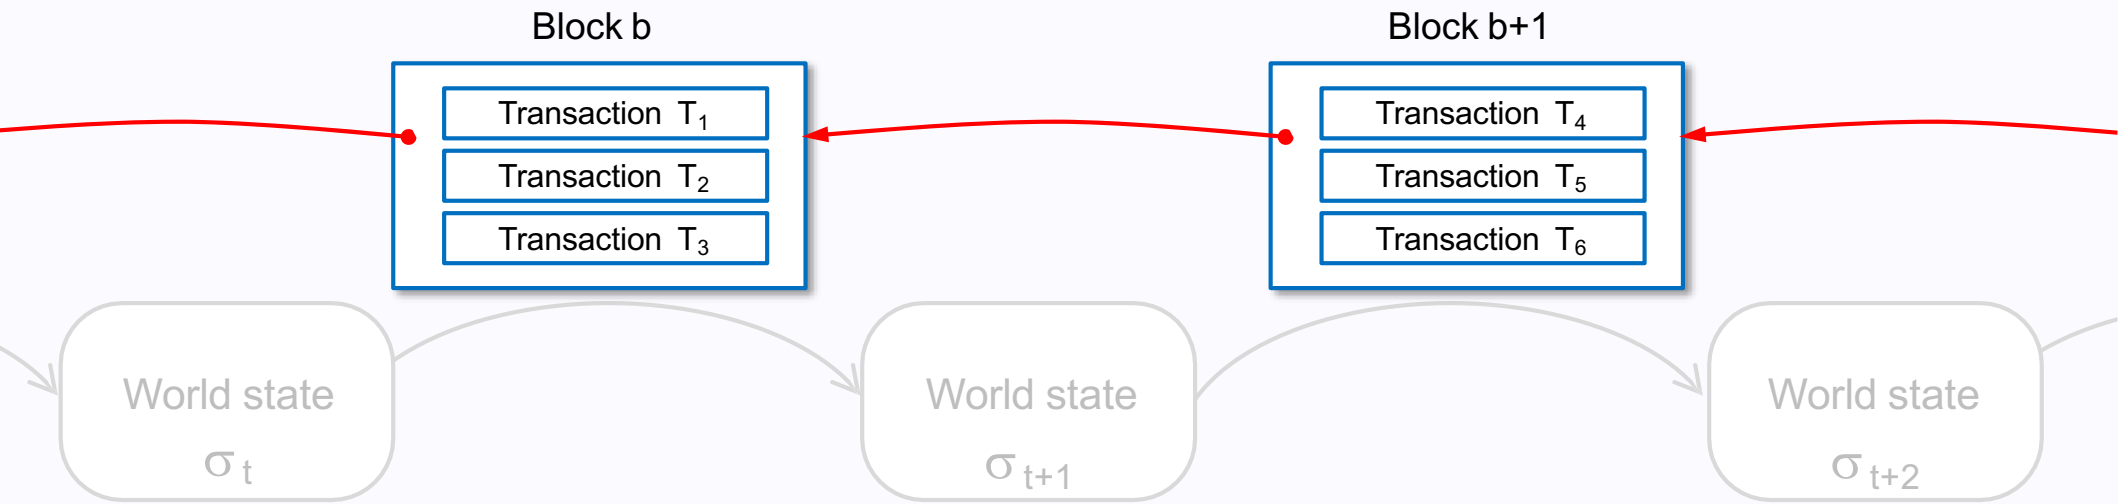 Block b
Block b+1
Transaction T₁
Transaction T₂
Transaction T₃
Transaction T₄
Transaction T₅
Transaction T₆
World state
σ t
World state
σ t+1
World state
σ t+2